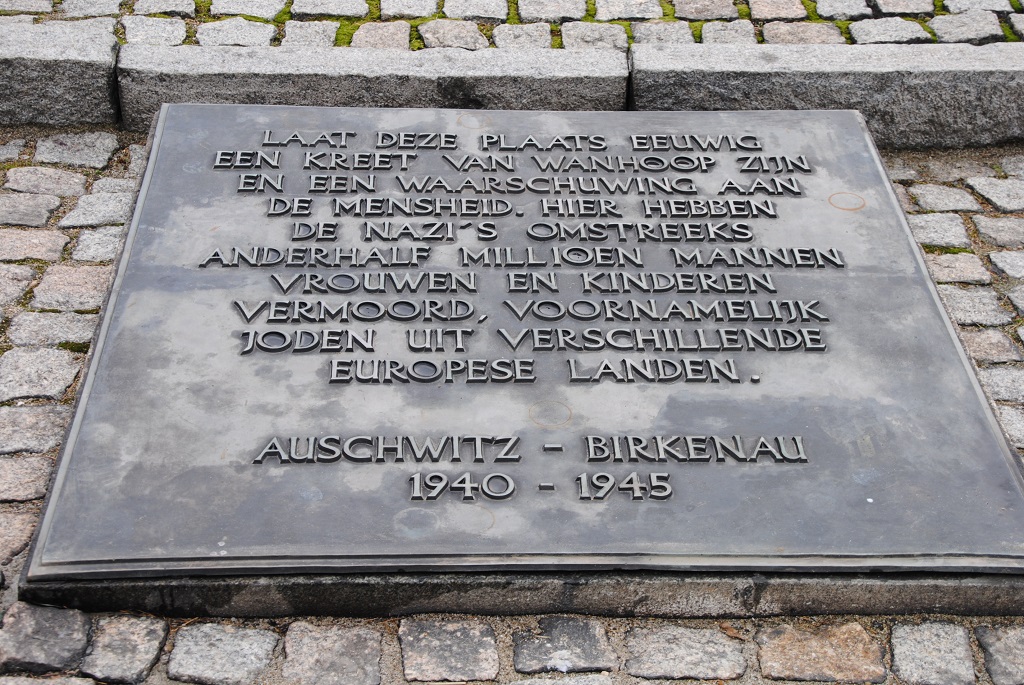 LAAT DEZE PLAATS EEUWIG
EEN KREET VAN WANHOOP ZIJN
EN EEN WAARSCHUWING AAN
DE MENSHEID. HIER HEBBEN
DE NAZI´S OMSTREEKS
ANDERHALF MILLIOEN MANNEN
VROUWEN EN KINDEREN
VERMOORD, VOORNAMELIJK
JODEN UIT VERSCHILLENDE
EUROPESE LANDEN.
AUSCHWITZ - BIRKENAU
1940 - 1945